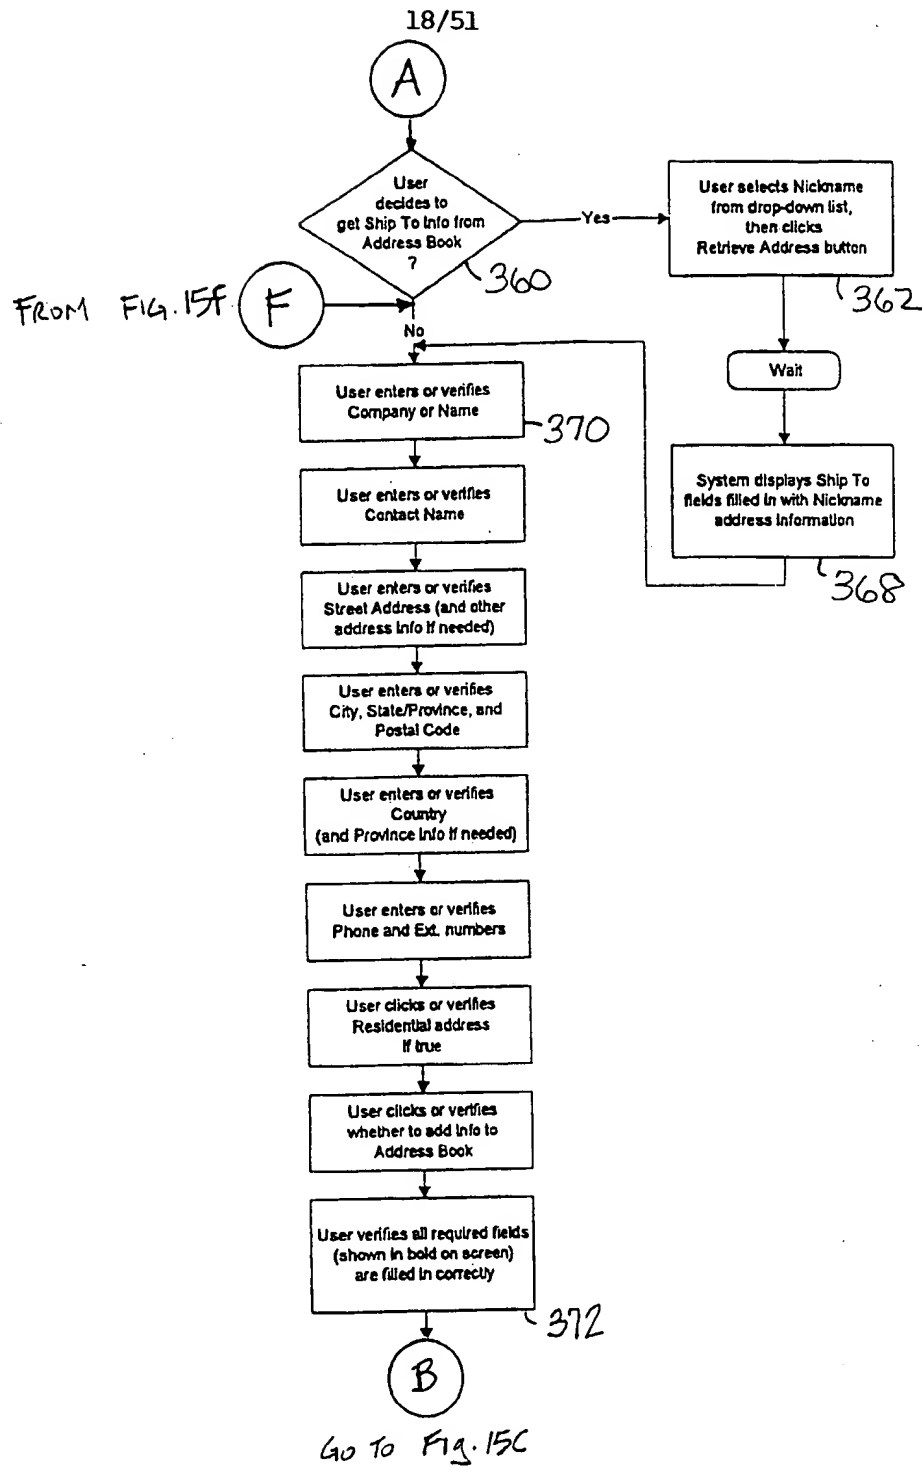 18/51
A
User
decides to
get Ship To Info from
Address Book
?
360
Yes
User selects Nickname
from drop-down list,
then clicks
Retrieve Address button
362
FROM FIG. 15f
F
No
Wait
User enters or verifies
Company or Name
370
System displays Ship To
fields filled in with Nickname
address information
368
User enters or verifies
Contact Name
User enters or verifies
Street Address (and other
address info if needed)
User enters or verifies
City, State/Province, and
Postal Code
User enters or verifies
Country
(and Province info if needed)
User enters or verifies
Phone and Ext. numbers
User clicks or verifies
Residential address
if true
User clicks or verifies
whether to add info to
Address Book
User verifies all required fields
(shown in bold on screen)
are filled in correctly
372
B
GO TO Fig. 15C